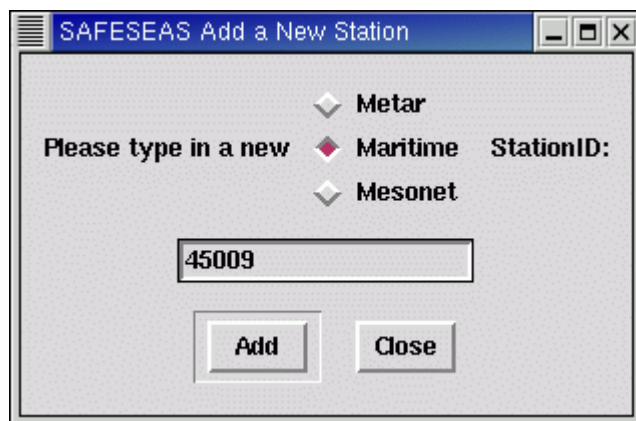 SAFESEAS Add a New Station
Metar
Please type in a new Maritime StationID:
Mesonet
45009
Add Close